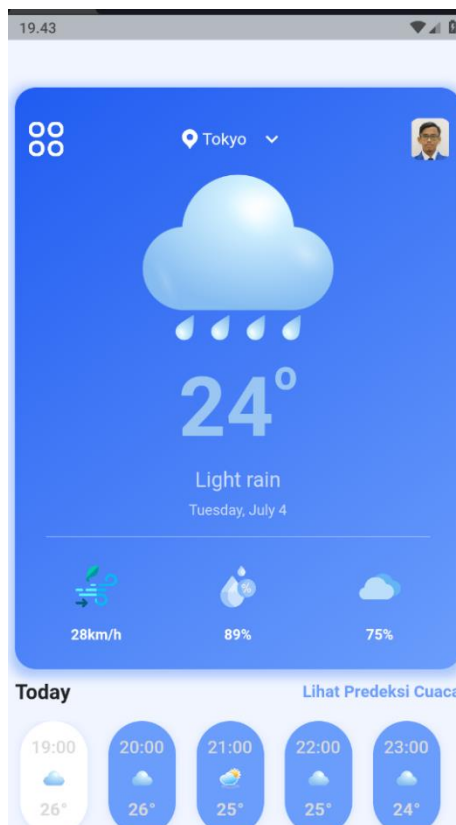 19.43
Tokyo
24°
Light rain
Tuesday, July 4
%
28km/h 89% 75%
Today Lihat Predeksi Cuaca
19:00 20:00 21:00 22:00 23:00
26° 26° 25° 25° 24°